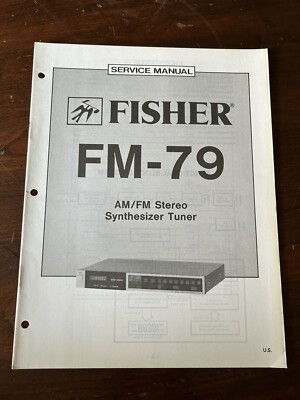 SERVICE MANUAL
FISHER®
FM-79
AM/FM Stereo
Synthesizer Tuner
U.S.